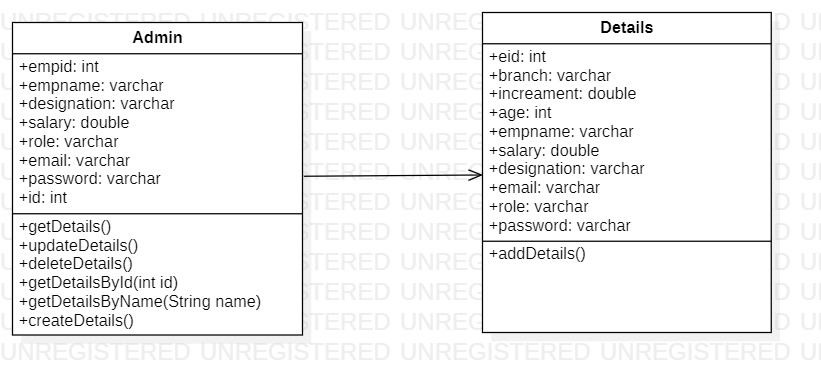 Admin
+empid: int
+empname: varchar
+designation: varchar
+salary: double
+role: varchar
+email: varchar
+password: varchar
+id: int
+getDetails()
+updateDetails()
+deleteDetails()
+getDetailsById(int id)
+getDetailsByName(String name)
+createDetails()
Details
+eid: int
+branch: varchar
+increament: double
+age: int
+empname: varchar
+salary: double
+designation: varchar
+email: varchar
+role: varchar
+password: varchar
+addDetails()
UNREGISTERED UNREGISTERED UNREGISTERED UNREGISTERED UN